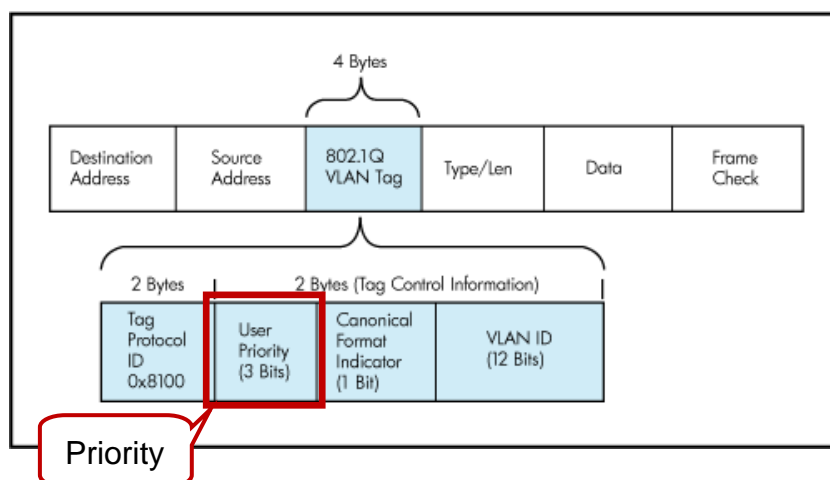 4 Bytes
Destination
Address
Source
Address
802.1Q
VLAN Tag
Type/Len
Data
Frame
Check
2 Bytes
2 Bytes (Tag Control Information)
Tag
Protocol
ID
0x8100
User
Priority
(3 Bits)
Canonical
Format
Indicator
(1 Bit)
VLAN ID
(12 Bits)
Priority